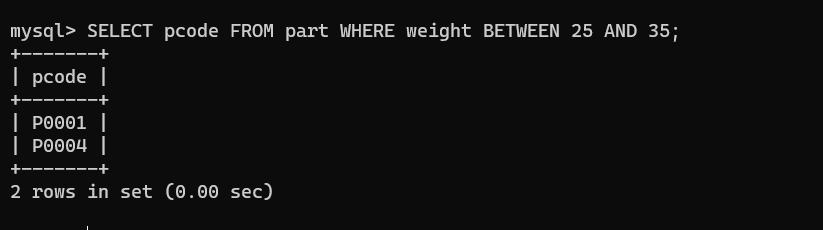 mysql> SELECT pcode FROM part WHERE weight BETWEEN 25 AND 35;
+-------+
| pcode |
+-------+
| P0001 |
| P0004 |
+-------+
2 rows in set (0.00 sec)